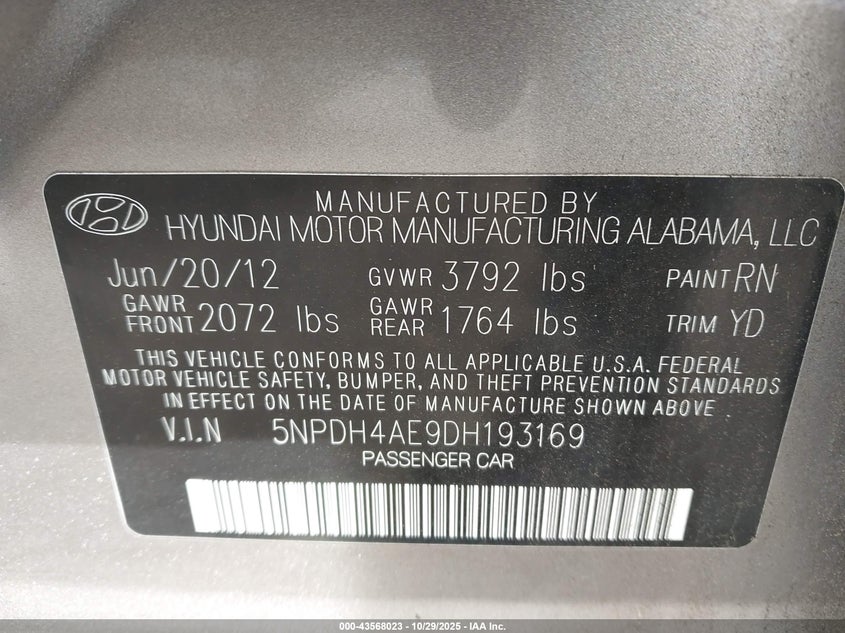 MANUFACTURED BY
HYUNDAI MOTOR MANUFACTURING ALABAMA, LLC
Jun/20/12 GVWR 3792 lbs PAINT RN
GAWR FRONT 2072 lbs GAWR REAR 1764 lbs TRIM YD
THIS VEHICLE CONFORMS TO ALL APPLICABLE U.S.A. FEDERAL
MOTOR VEHICLE SAFETY, BUMPER, AND THEFT PREVENTION STANDARDS
IN EFFECT ON THE DATE OF MANUFACTURE SHOWN ABOVE
V.I.N 5NPDH4AE9DH193169
PASSENGER CAR
000-43568023 - 10/29/2025 - IAA Inc.